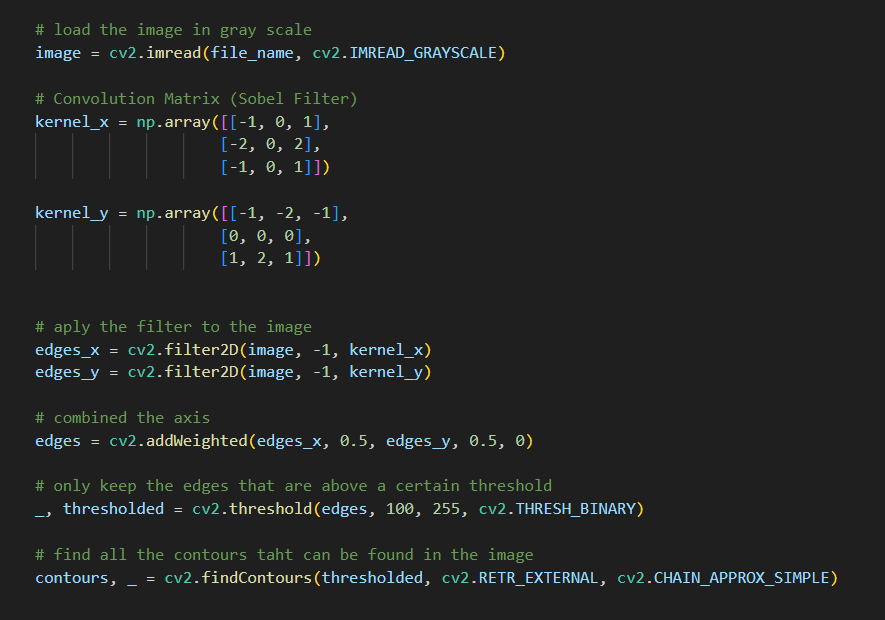 # load the image in gray scale
image = cv2.imread(file_name, cv2.IMREAD_GRAYSCALE)
# Convolution Matrix (Sobel Filter)
kernel_x = np.array([[-1, 0, 1],
[-2, 0, 2],
[-1, 0, 1]])
kernel_y = np.array([[-1, -2, -1],
[0, 0, 0],
[1, 2, 1]])
# aply the filter to the image
edges_x = cv2.filter2D(image, -1, kernel_x)
edges_y = cv2.filter2D(image, -1, kernel_y)
# combined the axis
edges = cv2.addWeighted(edges_x, 0.5, edges_y, 0.5, 0)
# only keep the edges that are above a certain threshold
_, thresholded = cv2.threshold(edges, 100, 255, cv2.THRESH_BINARY)
# find all the contours taht can be found in the image
contours, _ = cv2.findContours(thresholded, cv2.RETR_EXTERNAL, cv2.CHAIN_APPROX_SIMPLE)